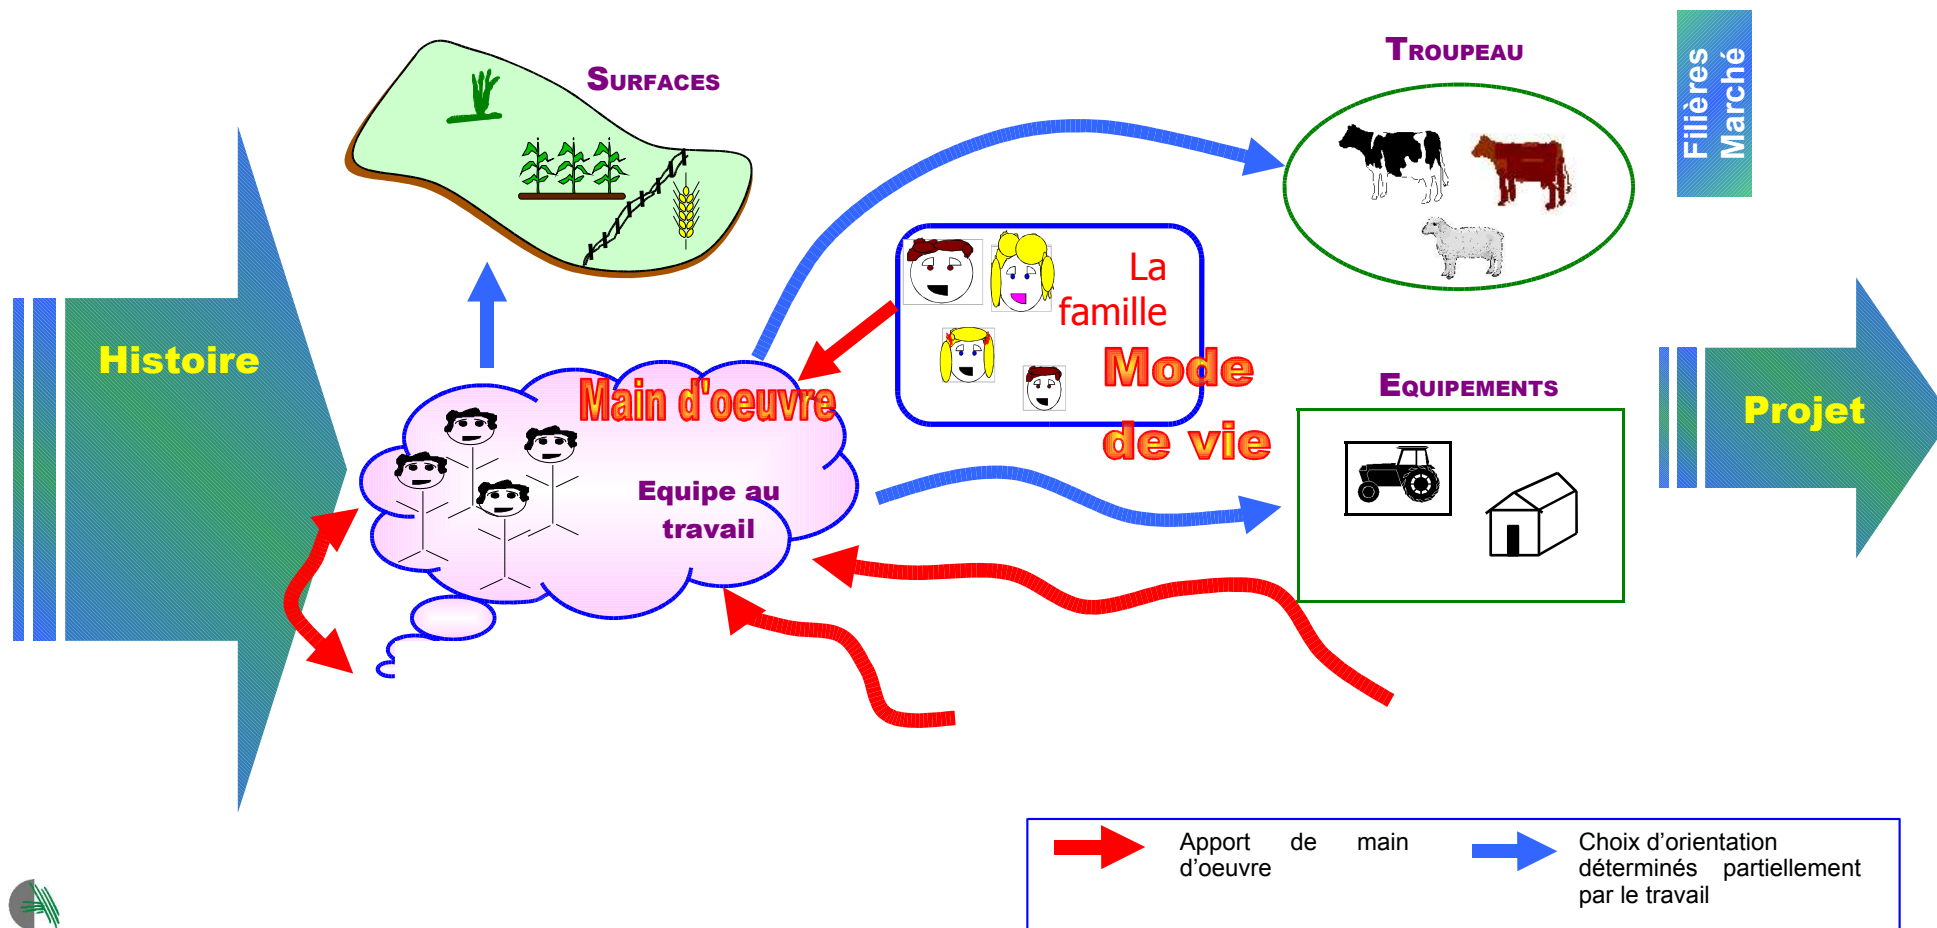 SURFACES
TROUPEAU
Filières
Marché
Histoire
La
famille
Mode
de vie
Main d'oeuvre
Equipe au
travail
EQUIPEMENTS
Projet
Apport de main
d'oeuvre
Choix d'orientation
déterminés partiellement
par le travail